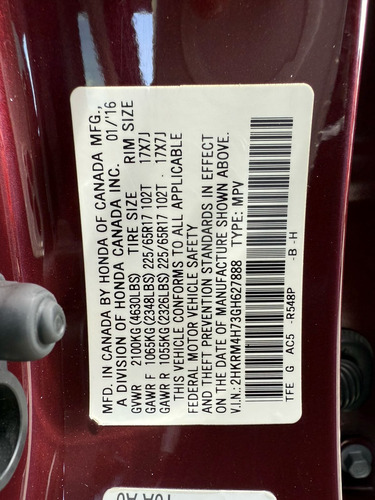 MFD. IN CANADA BY HONDA OF CANADA MFG.,
A DIVISION OF HONDA CANADA INC. 01/'16
GVWR 2100KG(4630LBS) TIRE SIZE RIM SIZE
GAWR F 1065KG(2348LBS) 225/65R17 102T 17X7J
GAWR R 1055KG(2326LBS) 225/65R17 102T 17X7J
THIS VEHICLE CONFORMS TO ALL APPLICABLE
FEDERAL MOTOR VEHICLE SAFETY
AND THEFT PREVENTION STANDARDS IN EFFECT
ON THE DATE OF MANUFACTURE SHOWN ABOVE.
V.I.N.: 2HKRM4H73GH627888 TYPE: MPV
TFE G AC5 -R548P -B -H